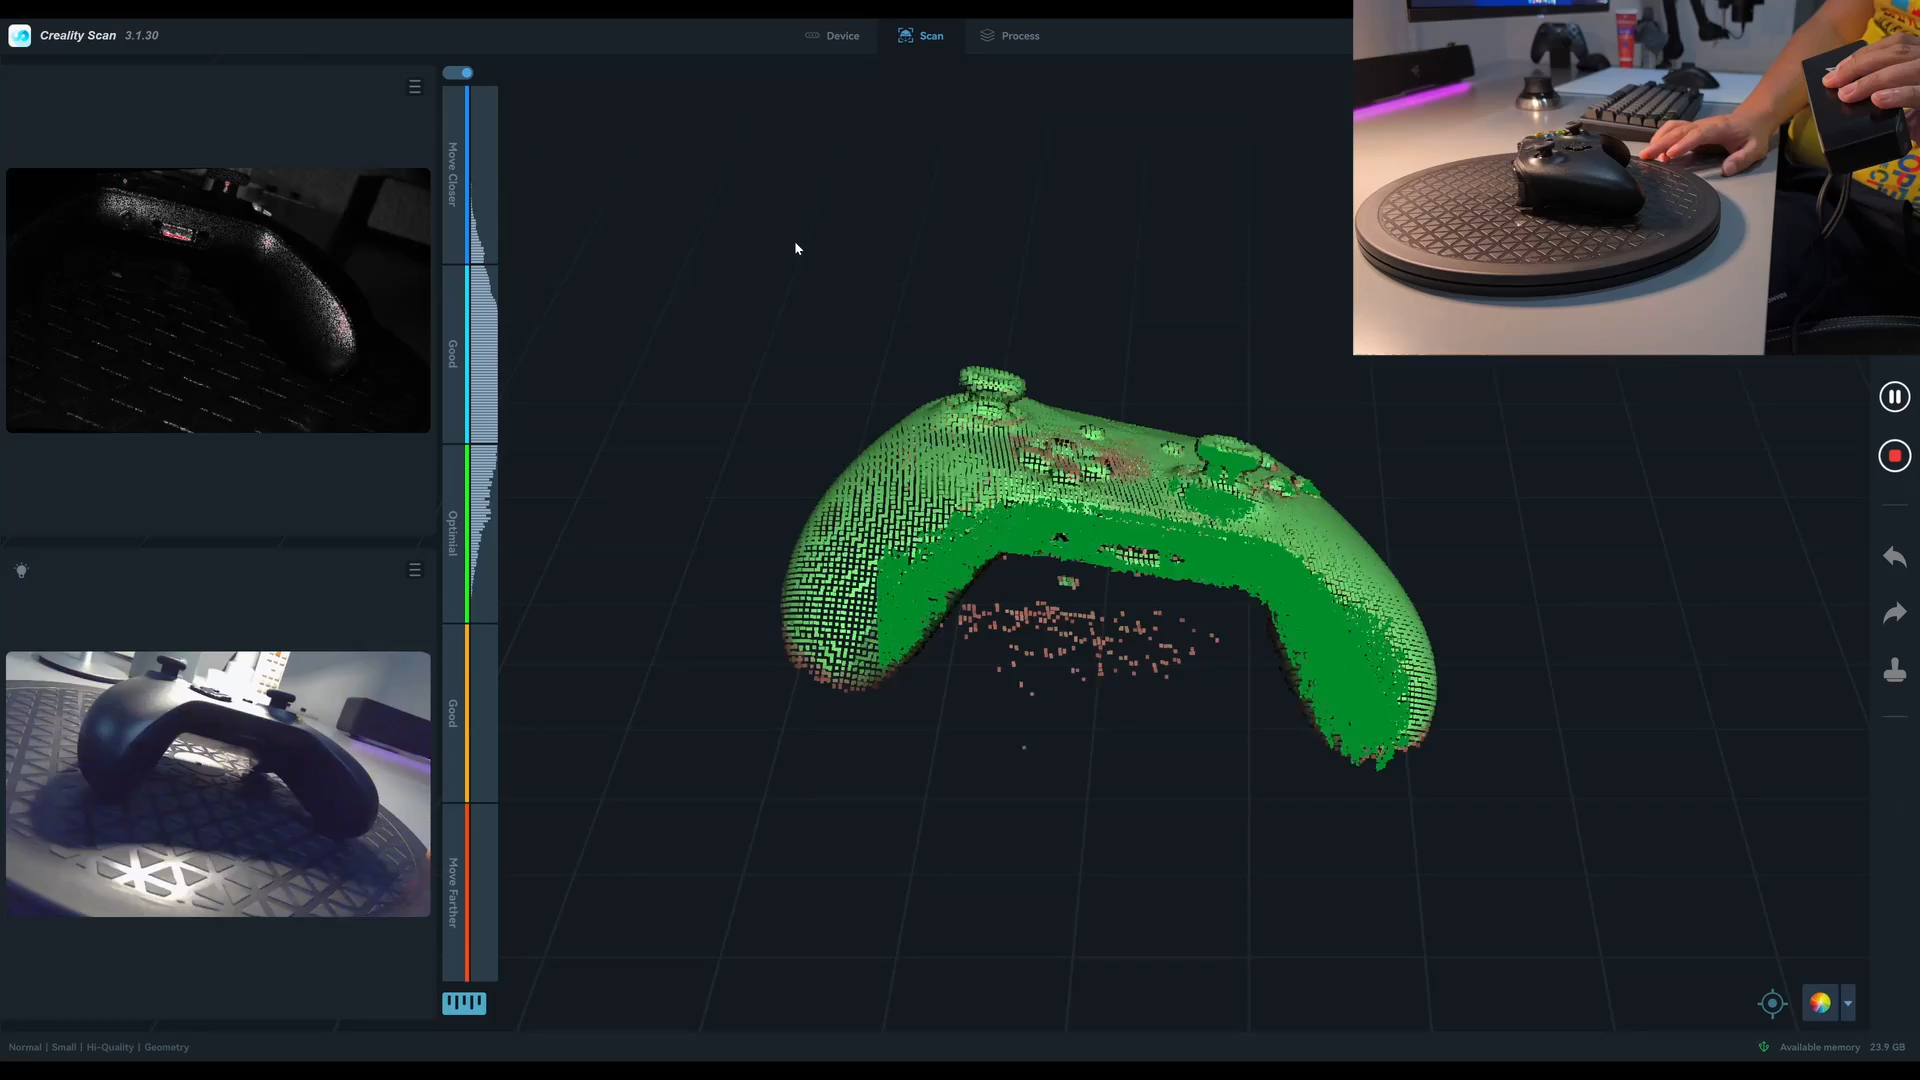 Creality Scan 3.1.30
Device
Scan
Process
Move Closer
Good
Optimial
Good
Move Farther
Normal | Small | Hi-Quality | Geometry
Available memory 23.9 GB